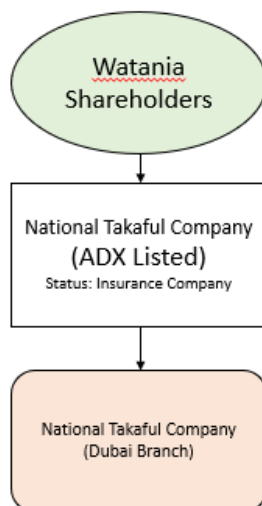 Watania
Shareholders
National Takaful Company
(ADX Listed)
Status: Insurance Company
National Takaful Company
(Dubai Branch)